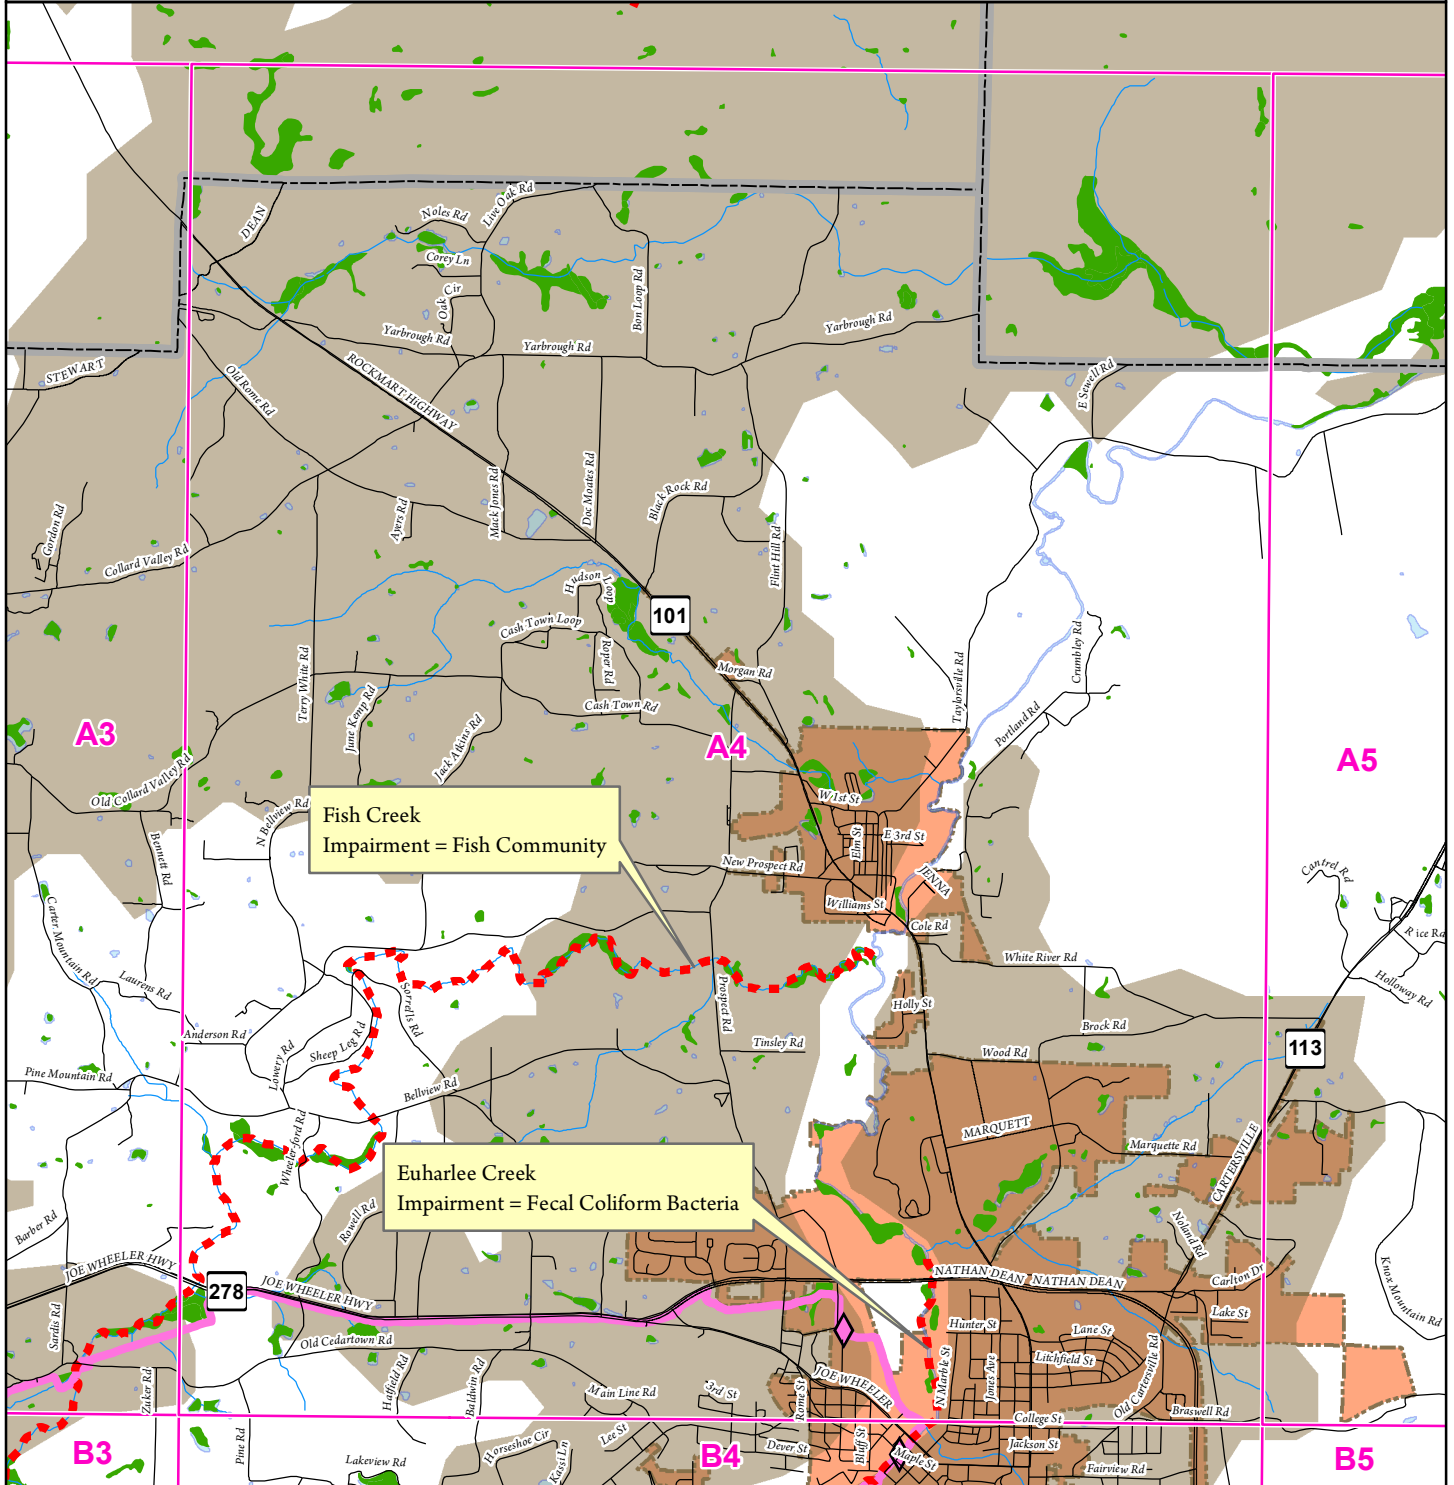 DEAN
Noles Rd
Live Oak Rd
Corey Ln
Oak Cir
Bon Loop Rd
Yarbrough Rd
Yarbrough Rd
Yarbrough Rd
STEWART
Old Rome Rd
ROCKMART HIGHWAY
E Sewell Rd
Gordon Rd
Collard Valley Rd
Ayers Rd
Mack Jones Rd
Doc Moates Rd
Black Rock Rd
Flint Hill Rd
Hudson Loop
101
Cash Town Loop
Ropar Rd
Morgan Rd
Terry White Rd
June Kemp Rd
Jack Atkins Rd
Cash Town Rd
Taylorsville Rd
Crumbley Rd
Portland Rd
A3
A4
A5
Old Collard Valley Rd
N Bellview Rd
Bennett Rd
Fish Creek
Impairment = Fish Community
W 1st St
Elm St
E 3rd St
New Prospect Rd
JENNA
Williams St
Cole Rd
Cantrel Rd
Rice Rd
Holloway Rd
White River Rd
Carter Mountain Rd
Laurens Rd
Anderson Rd
Sorrells Rd
Sheep Leg Rd
Lowery Rd
Prospect Rd
Tinsley Rd
Holly St
Brock Rd
Wood Rd
113
Pine Mountain Rd
Bellview Rd
Wheeler ford Rd
MARQUETT
Marquette Rd
CARTERSVILLE
Euharlee Creek
Impairment = Fecal Coliform Bacteria
Barber Rd
Rowell Rd
Noland Rd
JOE WHEELER HWY
278
JOE WHEELER HWY
NATHAN DEAN
NATHAN DEAN
Carlton Dr
Knox Mountain Rd
Sardis Rd
Old Cedartown Rd
Hunter St
Lane St
Lake St
Litchfield St
Zuker Rd
Hatfield Rd
Baldwin Rd
Main Line Rd
3rd St
Rome St
JOE WHEELER
N Marble St
Jones Ave
Old Cartersville Rd
Braswell Rd
College St
B3
Pine Rd
Lakeview Rd
Horseshoe Cir
Kassi Ln
Lee St
B4
Dever St
Bluff St
Maple St
Jackson St
Fairview Rd
B5